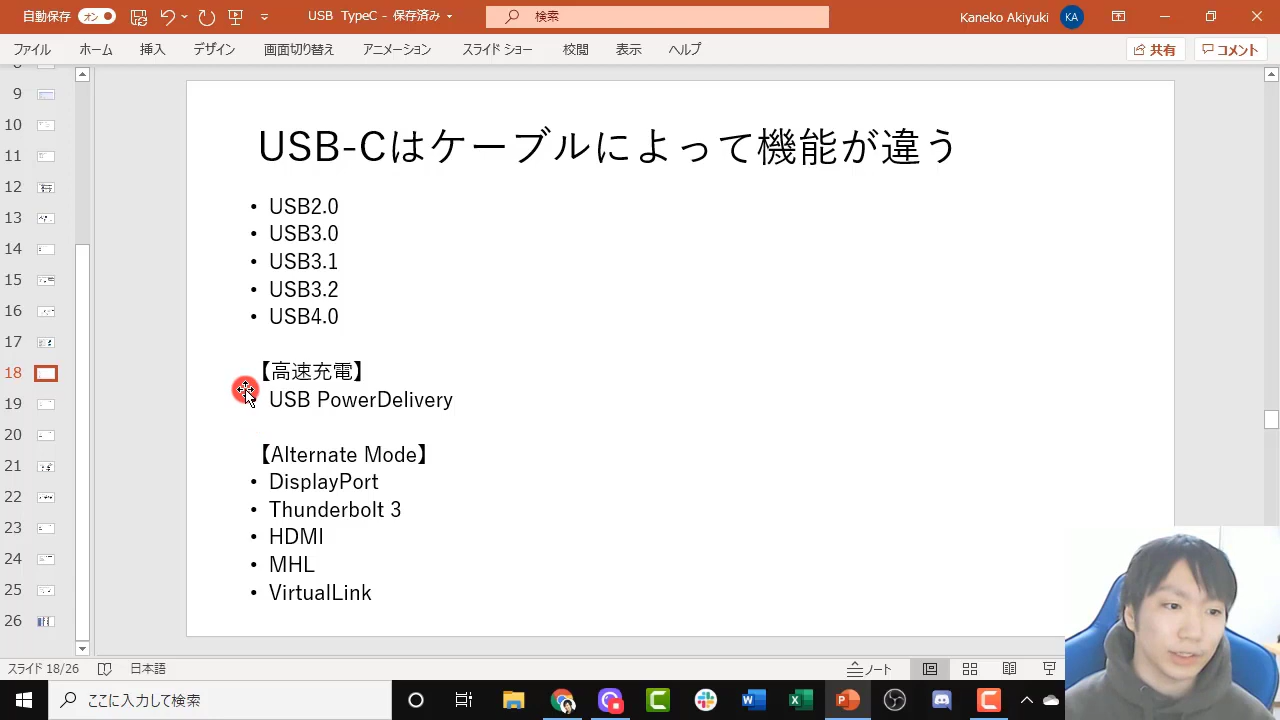 自動保存 オン USB TypeC - 保存済み 検索 Kaneko Akiyuki KA
ファイル ホーム 挿入 デザイン 画面切り替え アニメーション スライド ショー 校閲 表示 ヘルプ 共有 コメント
9
10
11
12
13
14
15
16
17
18
19
20
21
22
23
24
25
26
USB-Cはケーブルによって機能が違う
• USB2.0
• USB3.0
• USB3.1
• USB3.2
• USB4.0
【高速充電】
USB PowerDelivery
【Alternate Mode】
• DisplayPort
• Thunderbolt 3
• HDMI
• MHL
• VirtualLink
スライド 18/26 日本語 ノート
ここに入力して検索